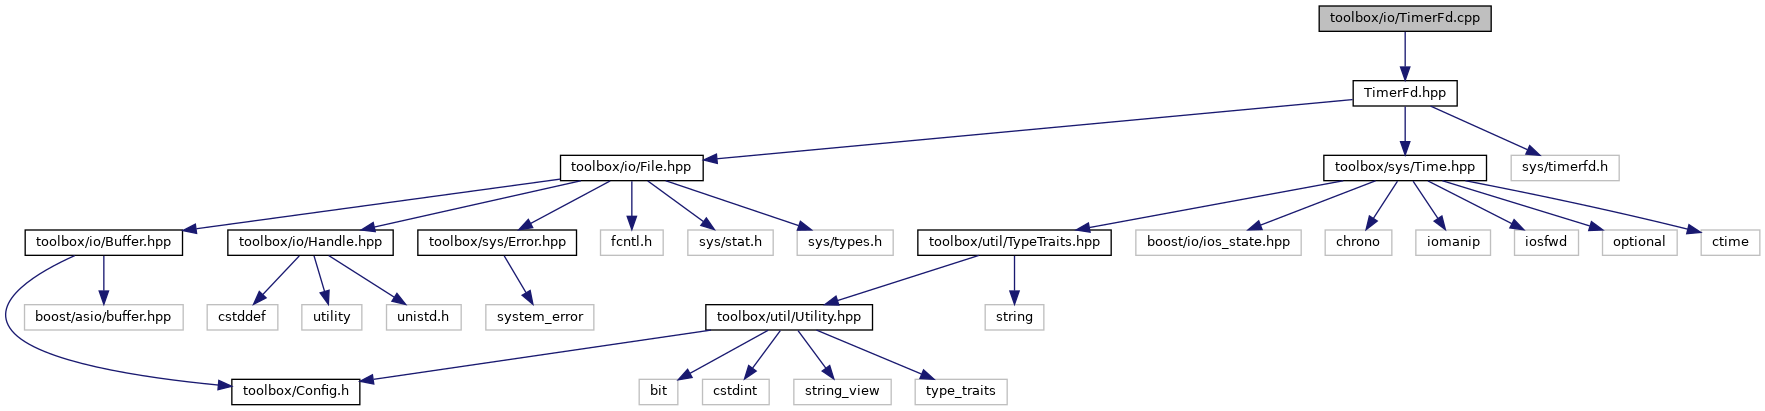 toolbox/io/TimerFd.cpp
TimerFd.hpp
toolbox/io/File.hpp
toolbox/sys/Time.hpp
sys/timerfd.h
toolbox/io/Buffer.hpp
toolbox/io/Handle.hpp
toolbox/sys/Error.hpp
fcntl.h
sys/stat.h
sys/types.h
toolbox/util/TypeTraits.hpp
boost/io/ios_state.hpp
chrono
iomanip
iosfwd
optional
ctime
boost/asio/buffer.hpp
cstddef
utility
unistd.h
system_error
toolbox/util/Utility.hpp
string
toolbox/Config.h
bit
cstdint
string_view
type_traits